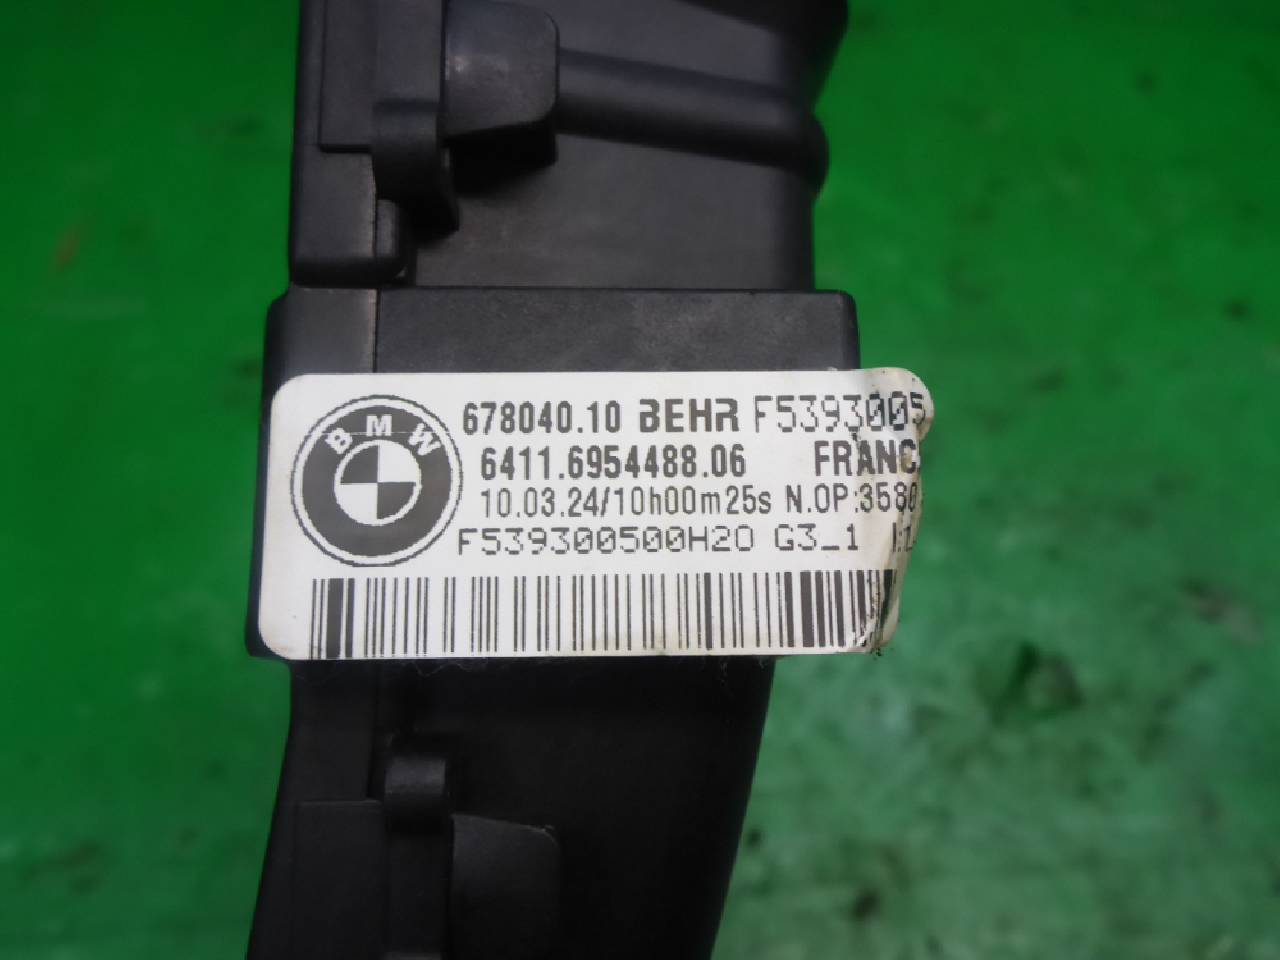 BMW
678040.10 BEHR F5393005
6411.6954488.06 FRANC
10.03.24/10h00m25s N.OP:3580
F539300500H20 G3_1